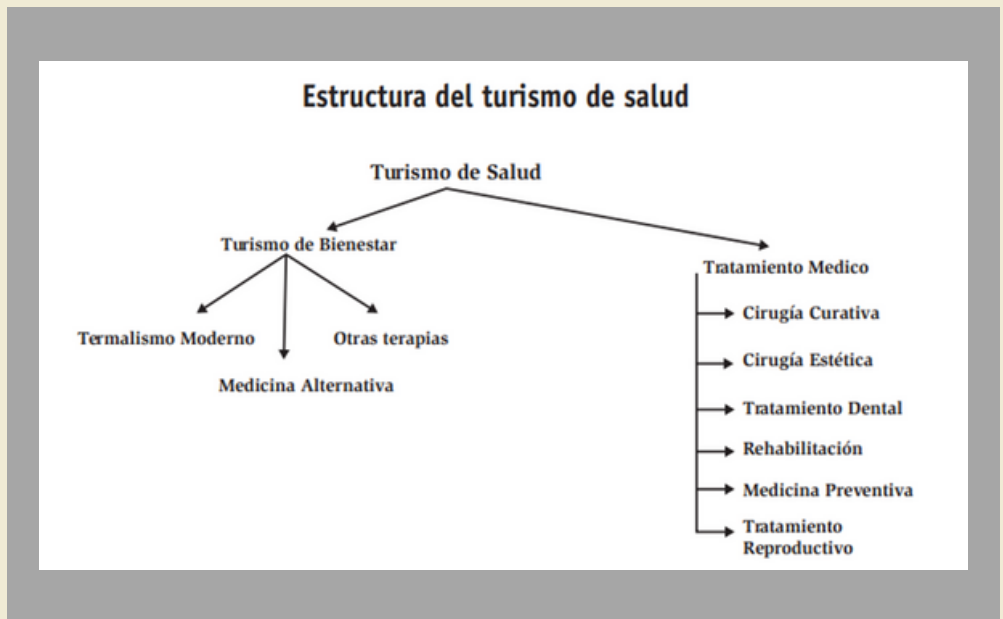 Estructura del turismo de salud
Turismo de Salud
Turismo de Bienestar
Termalismo Moderno
Otras terapias
Medicina Alternativa
Tratamiento Medico
Cirugía Curativa
Cirugía Estética
Tratamiento Dental
Rehabilitación
Medicina Preventiva
Tratamiento
Reproductivo